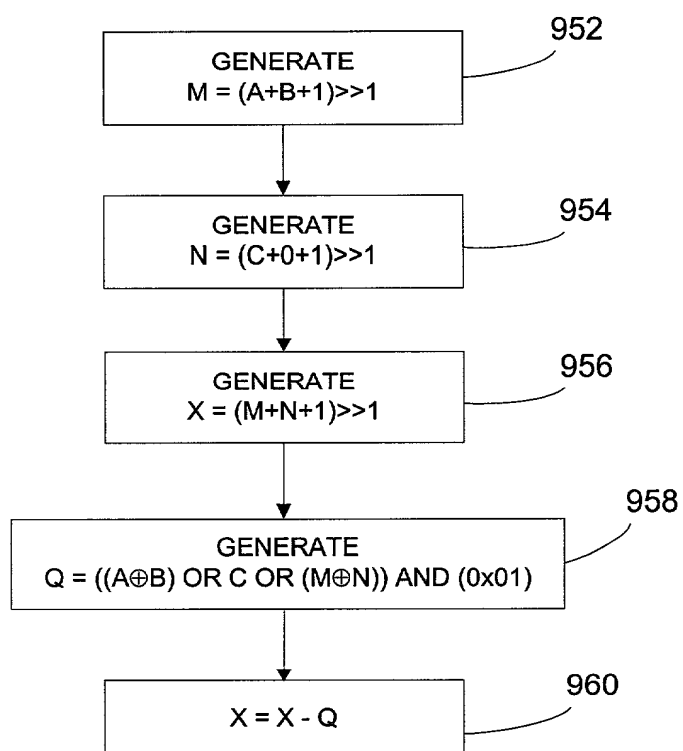 952
GENERATE
M = (A+B+1)>>1
954
GENERATE
N = (C+0+1)>>1
956
GENERATE
X = (M+N+1)>>1
958
GENERATE
Q = ((A⊕B) OR C OR (M⊕N)) AND (0x01)
960
X = X - Q